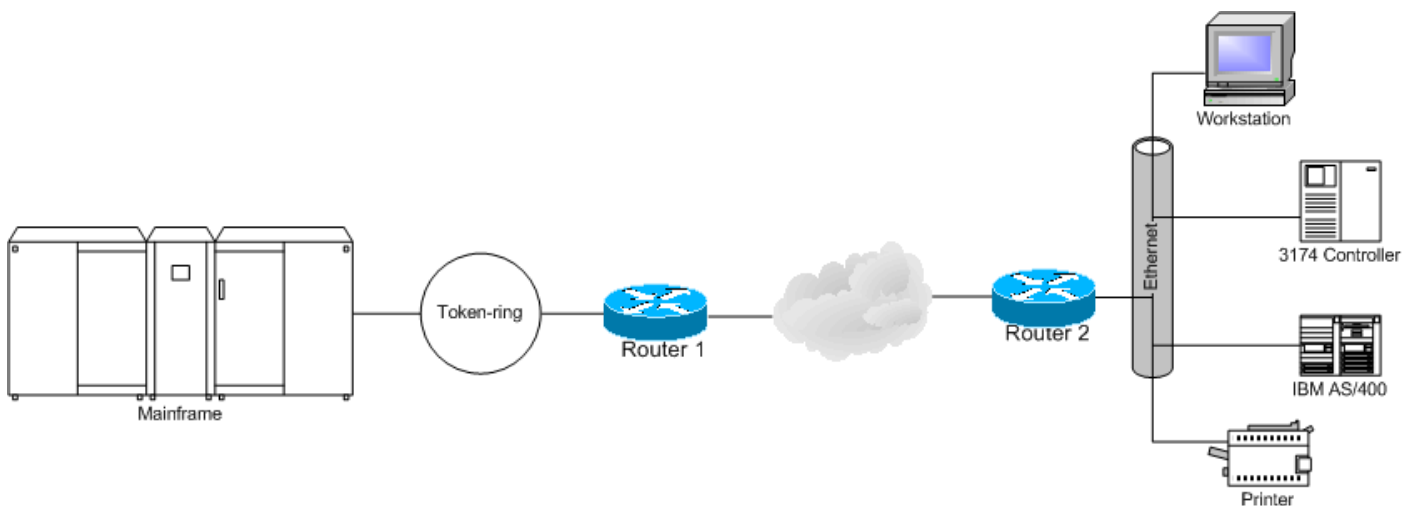 Workstation
3174 Controller
Ethernet
Token-ring
Router 1
Router 2
Mainframe
IBM AS/400
Printer